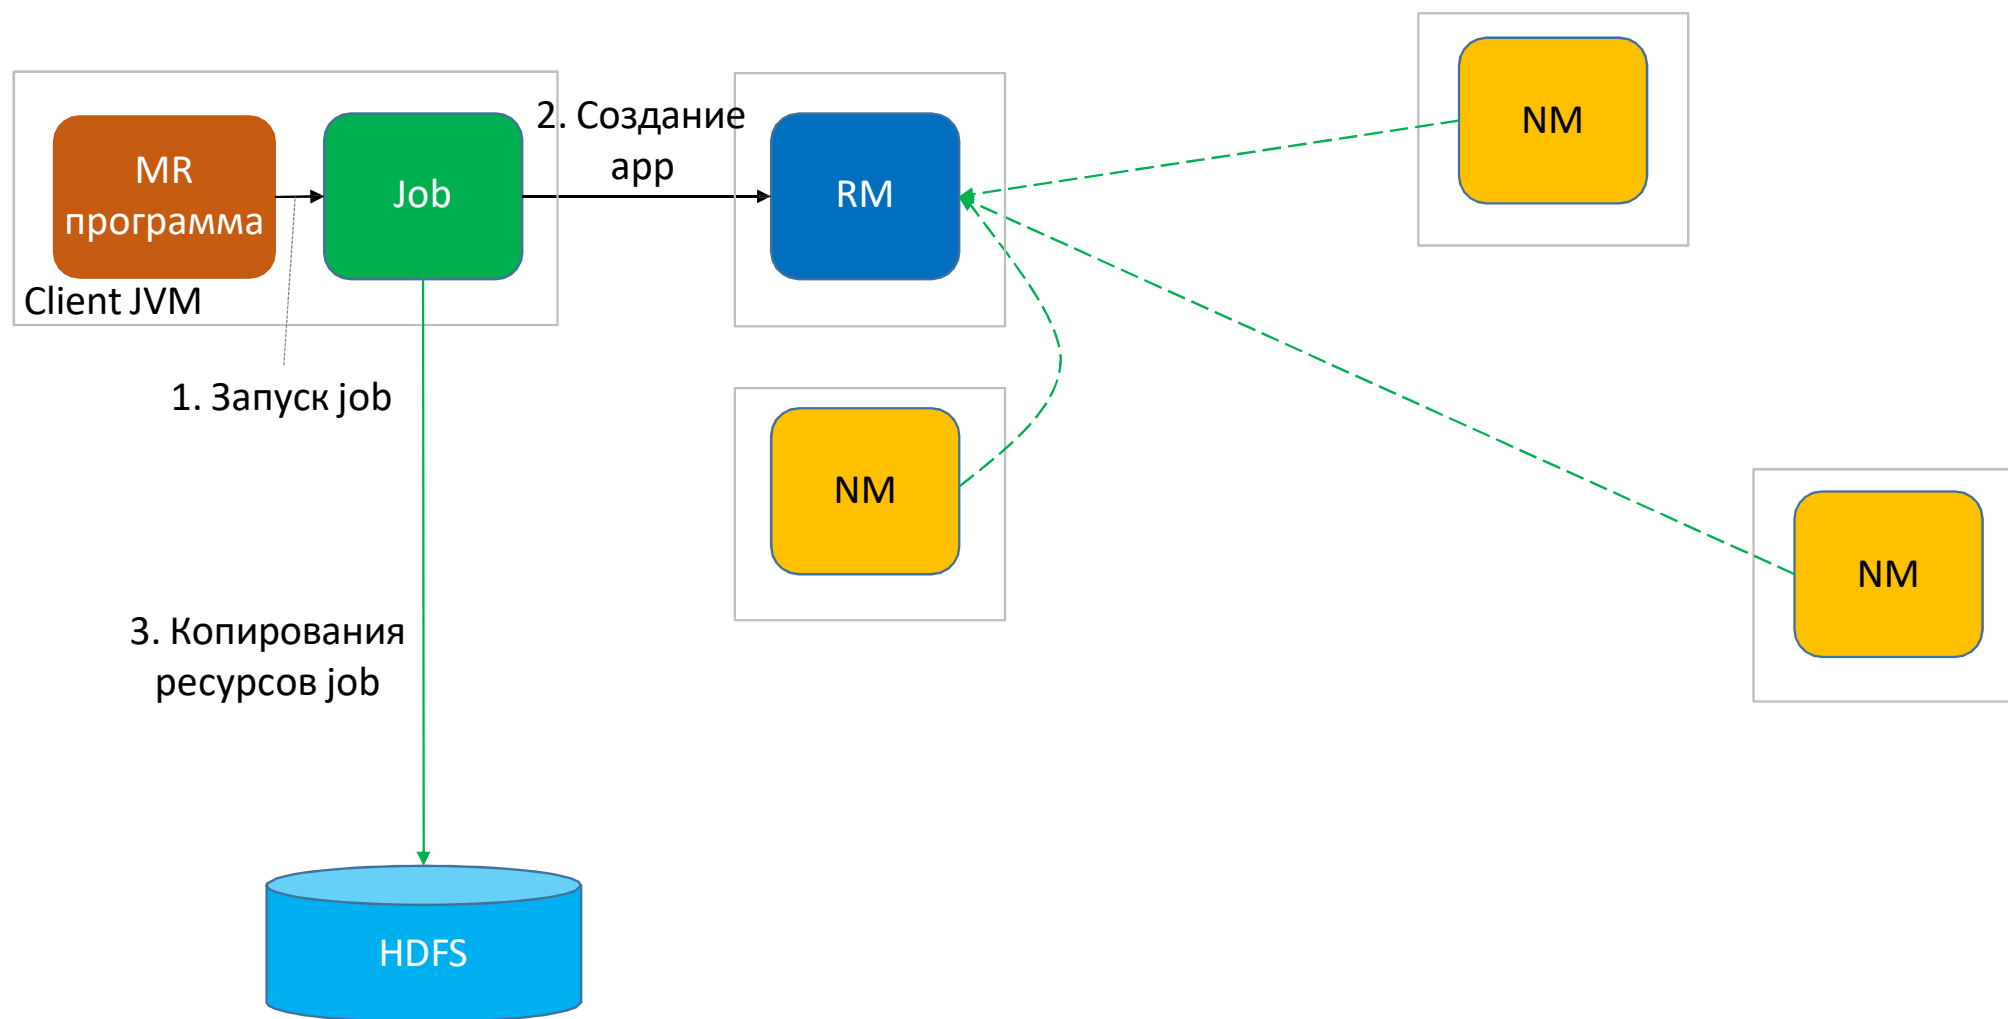 MR
программа
Job
Client JVM
1. Запуск job
2. Создание
app
RM
NM
NM
NM
3. Копирования
ресурсов job
HDFS